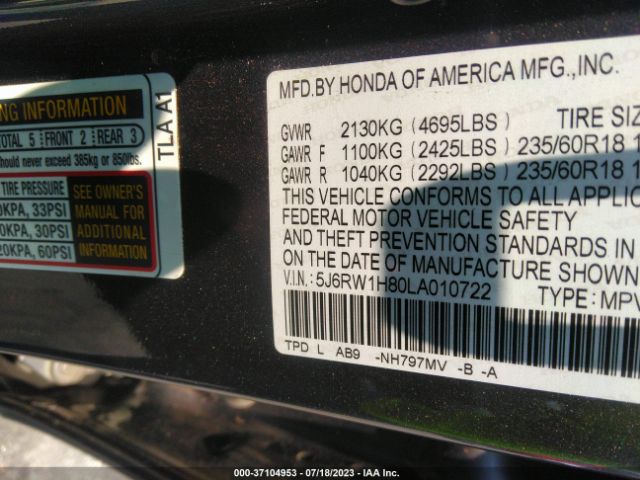 NG INFORMATION
TOTAL 5 FRONT 2 REAR 3
hould never exceed 385kg or 850lbs.
TIRE PRESSURE
0KPA, 33PSI
0KPA, 30PSI
20KPA, 60PSI
SEE OWNER'S
MANUAL FOR
ADDITIONAL
INFORMATION
TLA A1
MFD.BY HONDA OF AMERICA MFG.,INC.
GVWR 2130KG (4695LBS) TIRE SIZ
GAWR F 1100KG (2425LBS) 235/60R18 1
GAWR R 1040KG (2292LBS) 235/60R18 1
THIS VEHICLE CONFORMS TO ALL APPLIC
FEDERAL MOTOR VEHICLE SAFETY
AND THEFT PREVENTION STANDARDS IN
ON THE DATE OF MANUFACTURE SHOWN
V.I.N.: 5J6RW1H80LA010722 TYPE: MPV
TPD L AB9 -NH797MV -B -A
000-37104953 - 07/18/2023 - IAA Inc.